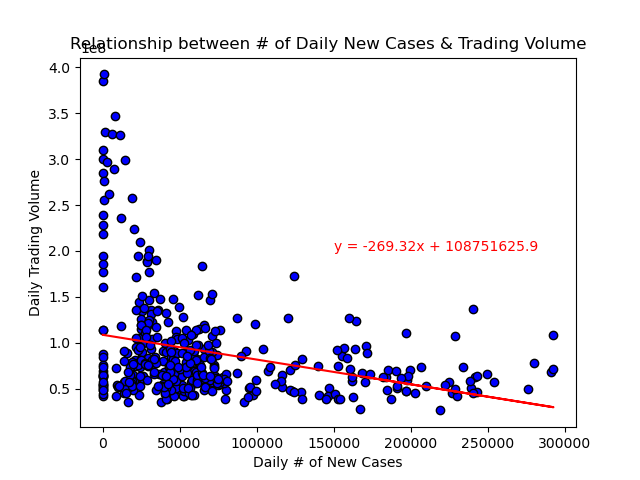 Relationship between # of Daily New Cases & Trading Volume
1e8
4.0
3.5
3.0
2.5
2.0
1.5
1.0
0.5
Daily Trading Volume
y = -269.32x + 108751625.9
0 50000 100000 150000 200000 250000 300000
Daily # of New Cases